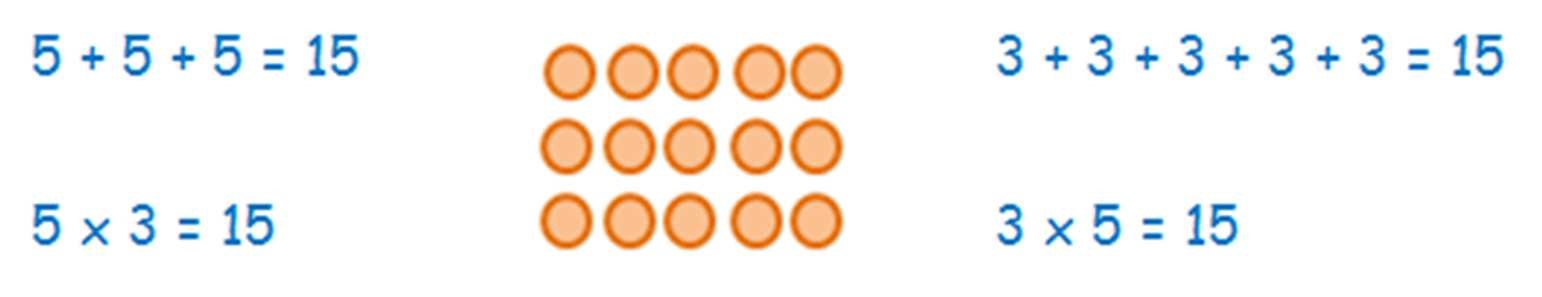 5 + 5 + 5 = 15
3 + 3 + 3 + 3 + 3 = 15
5 × 3 = 15
3 × 5 = 15